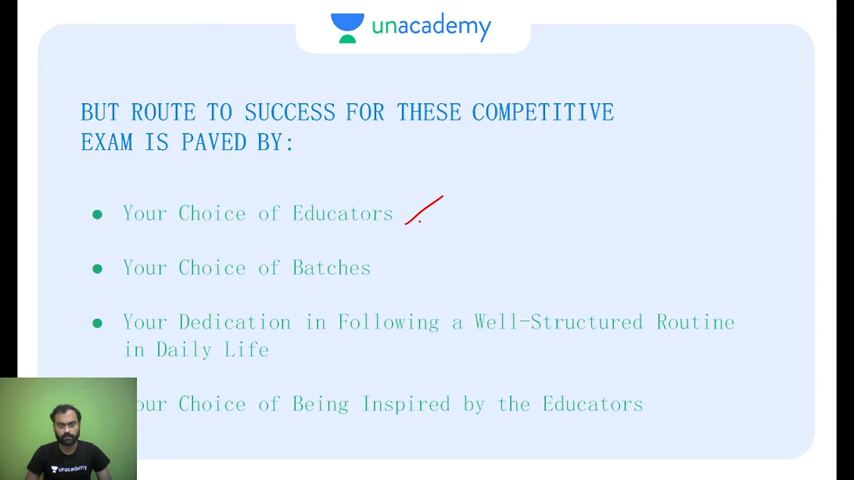 unacademy
BUT ROUTE TO SUCCESS FOR THESE COMPETITIVE
EXAM IS PAVED BY:
● Your Choice of Educators
● Your Choice of Batches
● Your Dedication in Following a Well-Structured Routine
in Daily Life
our Choice of Being Inspired by the Educators
unacademy